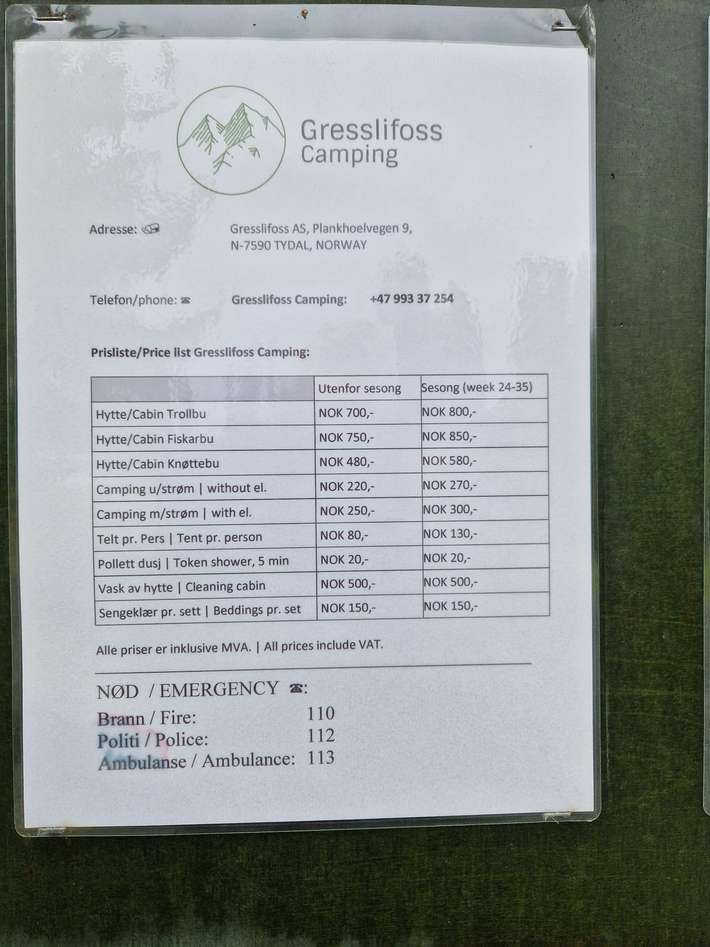 Gresslifoss
Camping
Adresse:
Gresslifoss AS, Plankhoelvegen 9,
N-7590 TYDAL, NORWAY
Telefon/phone: ☎ Gresslifoss Camping: +47 993 37 254
Prisliste/Price list Gresslifoss Camping:
Utenfor sesong Sesong (week 24-35)
Hytte/Cabin Trollbu NOK 700,- NOK 800,-
Hytte/Cabin Fiskarbu NOK 750,- NOK 850,-
Hytte/Cabin Knøttebu NOK 480,- NOK 580,-
Camping u/strøm | without el. NOK 220,- NOK 270,-
Camping m/strøm | with el. NOK 250,- NOK 300,-
Telt pr. Pers | Tent pr. person NOK 80,- NOK 130,-
Pollett dusj | Token shower, 5 min NOK 20,- NOK 20,-
Vask av hytte | Cleaning cabin NOK 500,- NOK 500,-
Sengeklær pr. sett | Beddings pr. set NOK 150,- NOK 150,-
Alle priser er inklusive MVA. | All prices include VAT.
NØD / EMERGENCY ☎:
Brann / Fire: 110
Politi / Police: 112
Ambulanse / Ambulance: 113